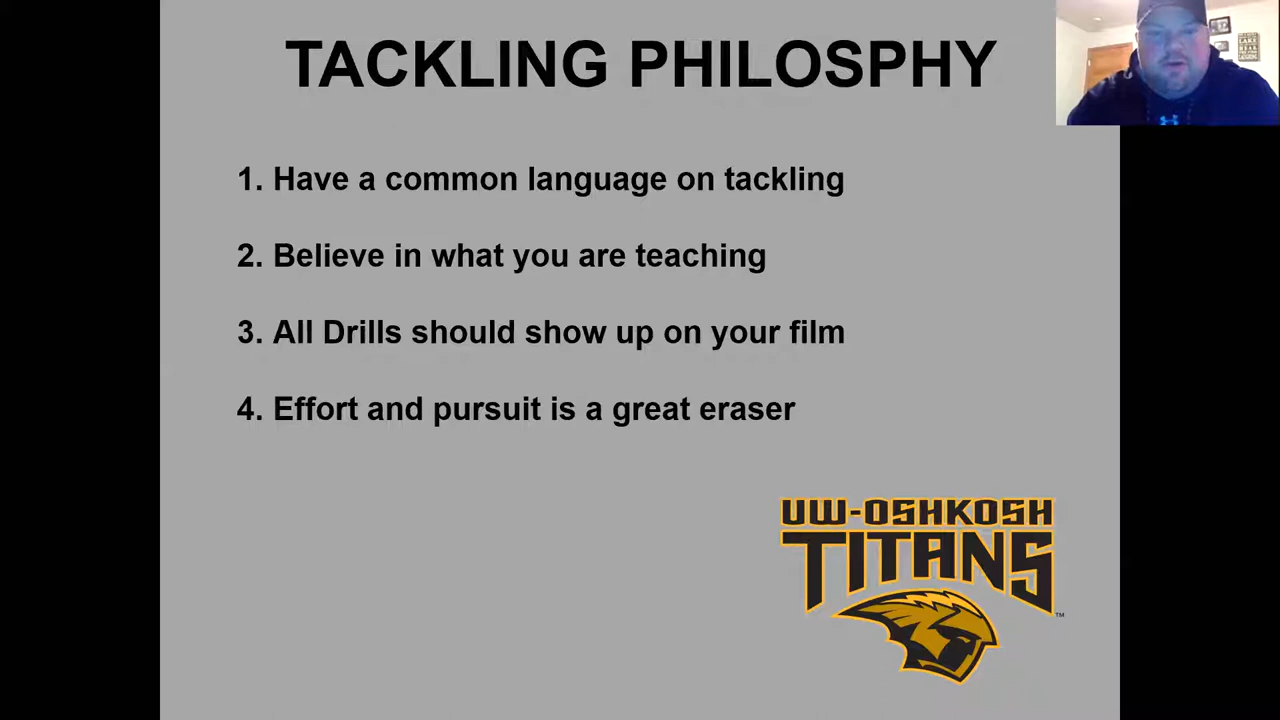 TACKLING PHILOSPHY
1. Have a common language on tackling
2. Believe in what you are teaching
3. All Drills should show up on your film
4. Effort and pursuit is a great eraser
UW-OSHKOSH
TITANS
TM